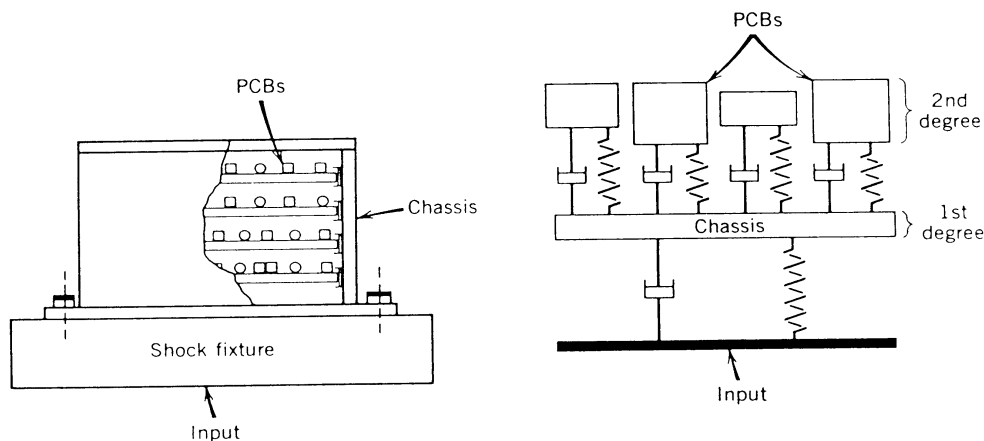 PCBs
Chassis
Shock fixture
Input
PCBs
2nd
degree
Chassis
1st
degree
Input